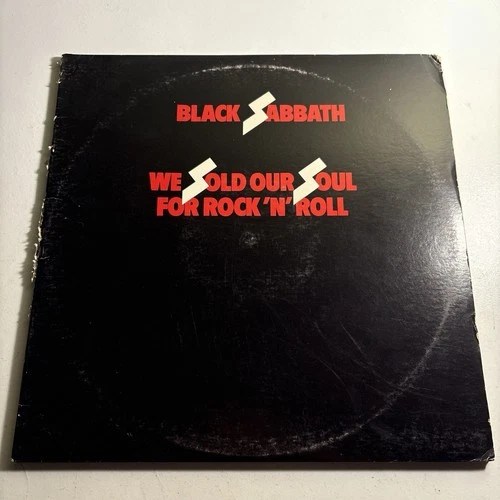 BLACK SABBATH
WE SOLD OUR SOUL
FOR ROCK 'N' ROLL